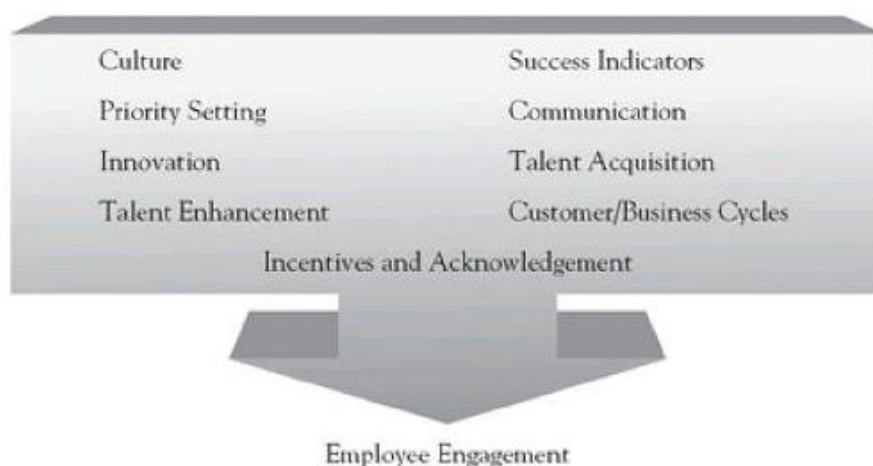 Culture Success Indicators
Priority Setting Communication
Innovation Talent Acquisition
Talent Enhancement Customer/Business Cycles
Incentives and Acknowledgement
Employee Engagement